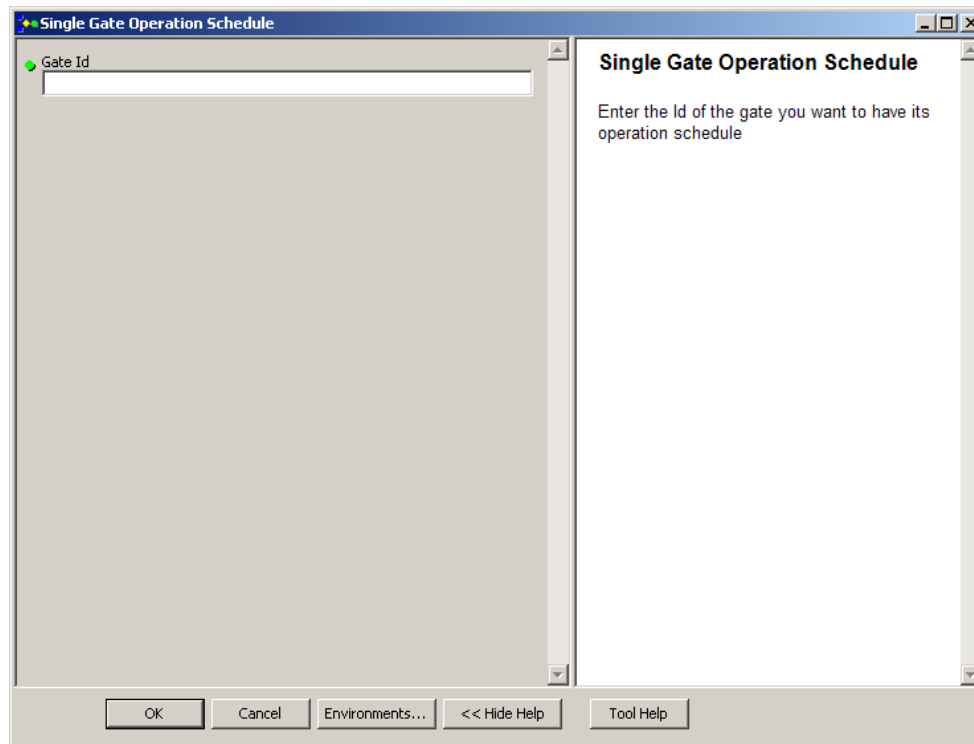 Single Gate Operation Schedule
Gate Id
Single Gate Operation Schedule
Enter the Id of the gate you want to have its
operation schedule
OK
Cancel
Environments...
<< Hide Help
Tool Help